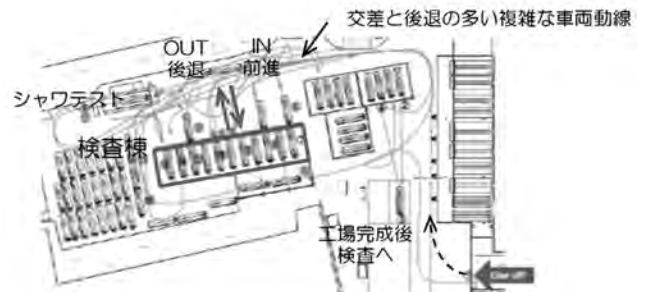 交差と後退の多い複雑な車両動線
OUT
後退
IN
前進
シャワテスト
検査棟
工場完成後
検査へ